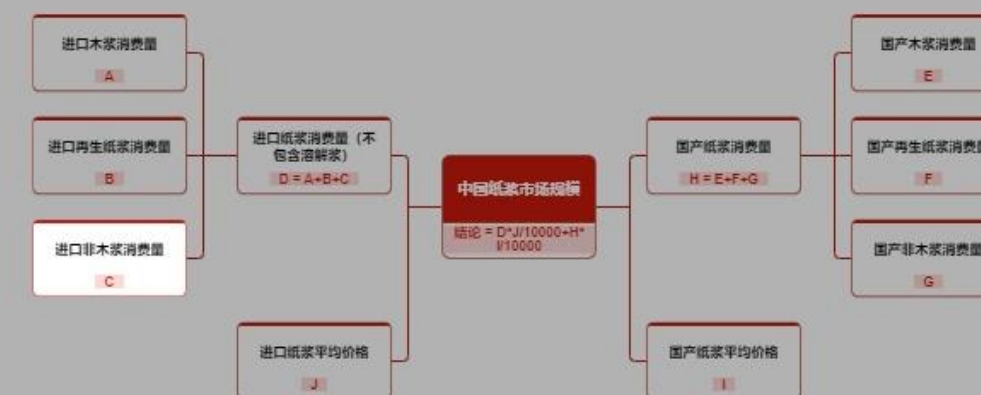 进口木浆消费量
A
进口再生纸浆消费量
B
进口非木浆消费量
C
进口纸浆消费量（不
包含溶解浆）
D = A+B+C
进口纸浆平均价格
J
中国纸浆市场规模
结论 = D*J/10000+H*
I/10000
国产纸浆消费量
H = E+F+G
国产纸浆平均价格
I
国产木浆消费量
E
国产再生纸浆消费量
F
国产非木浆消费量
G